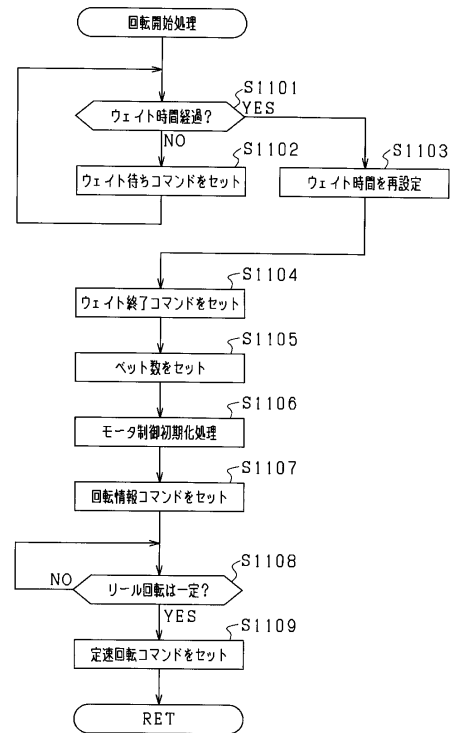 回転開始処理
S1101
ウェイト時間経過?
YES
NO
S1102
ウェイト待ちコマンドをセット
S1103
ウェイト時間を再設定
S1104
ウェイト終了コマンドをセット
S1105
ベット数をセット
S1106
モータ制御初期化処理
S1107
回転情報コマンドをセット
S1108
NO
リール回転は一定?
YES
S1109
定速回転コマンドをセット
RET